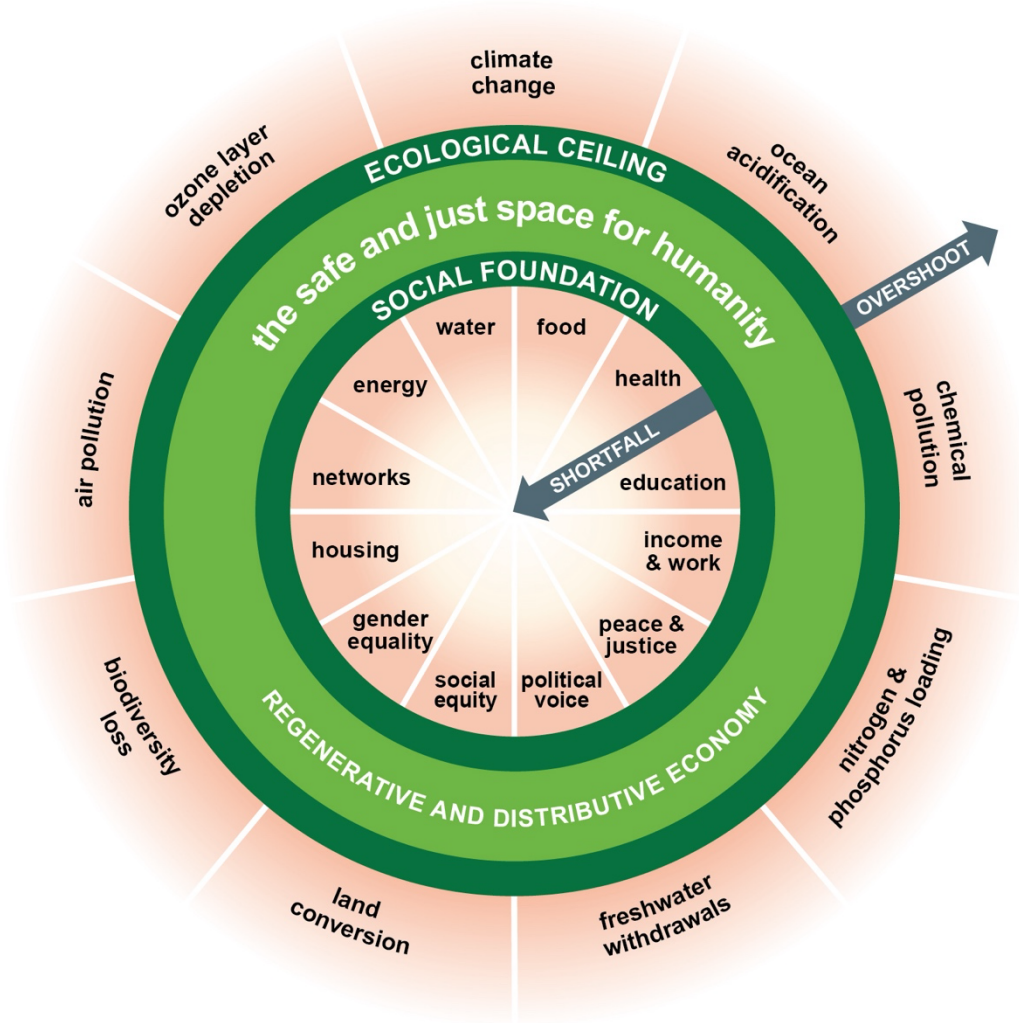 climate
change
ocean
acidification
OVERSHOOT
chemical
pollution
nitrogen &
phosphorus loading
freshwater
withdrawals
land
conversion
biodiversity
loss
air pollution
ozone layer
depletion
ECOLOGICAL CEILING
the safe and just space for humanity
SOCIAL FOUNDATION
water
food
health
SHORTFALL
education
income
& work
peace &
justice
political
voice
social
equity
gender
equality
housing
networks
energy
REGENERATIVE AND DISTRIBUTIVE ECONOMY